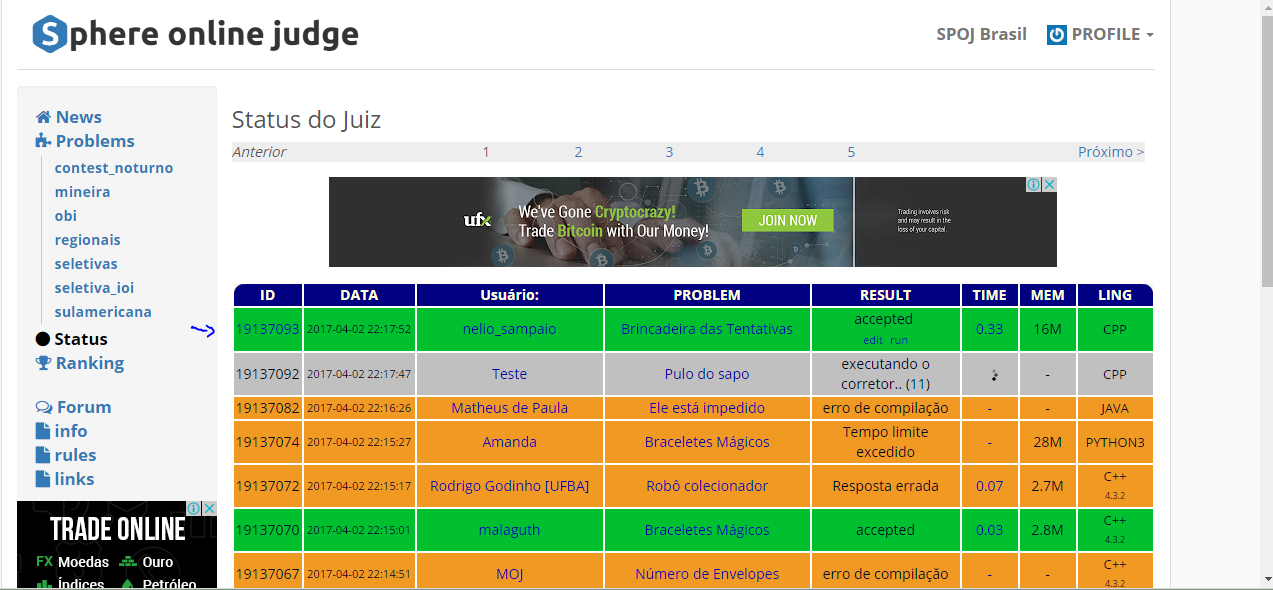 Sphere online judge
SPOJ Brasil PROFILE
News
Problems
contest_noturno
mineira
obi
regionais
seletivas
seletiva_ioi
sulamericana
Status
Ranking
Forum
info
rules
links
TRADE ONLINE
FX Moedas Ouro
Índices Petróleo
Status do Juiz
Anterior 1 2 3 4 5 Próximo >
ufx
We've Gone Cryptocrazy!
Trade Bitcoin with Our Money!
JOIN NOW
Trading involves risk
and may result in the
loss of your capital.
ID DATA Usuário: PROBLEM RESULT TIME MEM LING
19137093 2017-04-02 22:17:52 nelio_sampaio Brincadeira das Tentativas accepted 0.33 16M CPP
edit run
19137092 2017-04-02 22:17:47 Teste Pulo do sapo executando o - CPP
corretor.. (11)
19137082 2017-04-02 22:16:26 Matheus de Paula Ele está impedido erro de compilação - - JAVA
19137074 2017-04-02 22:15:27 Amanda Braceletes Mágicos Tempo limite - 28M PYTHON3
excedido
19137072 2017-04-02 22:15:17 Rodrigo Godinho [UFBA] Robô colecionador Resposta errada 0.07 2.7M C++
4.3.2
19137070 2017-04-02 22:15:01 malaguth Braceletes Mágicos accepted 0.03 2.8M C++
4.3.2
19137067 2017-04-02 22:14:51 MOJ Número de Envelopes erro de compilação - - C++
4.3.2